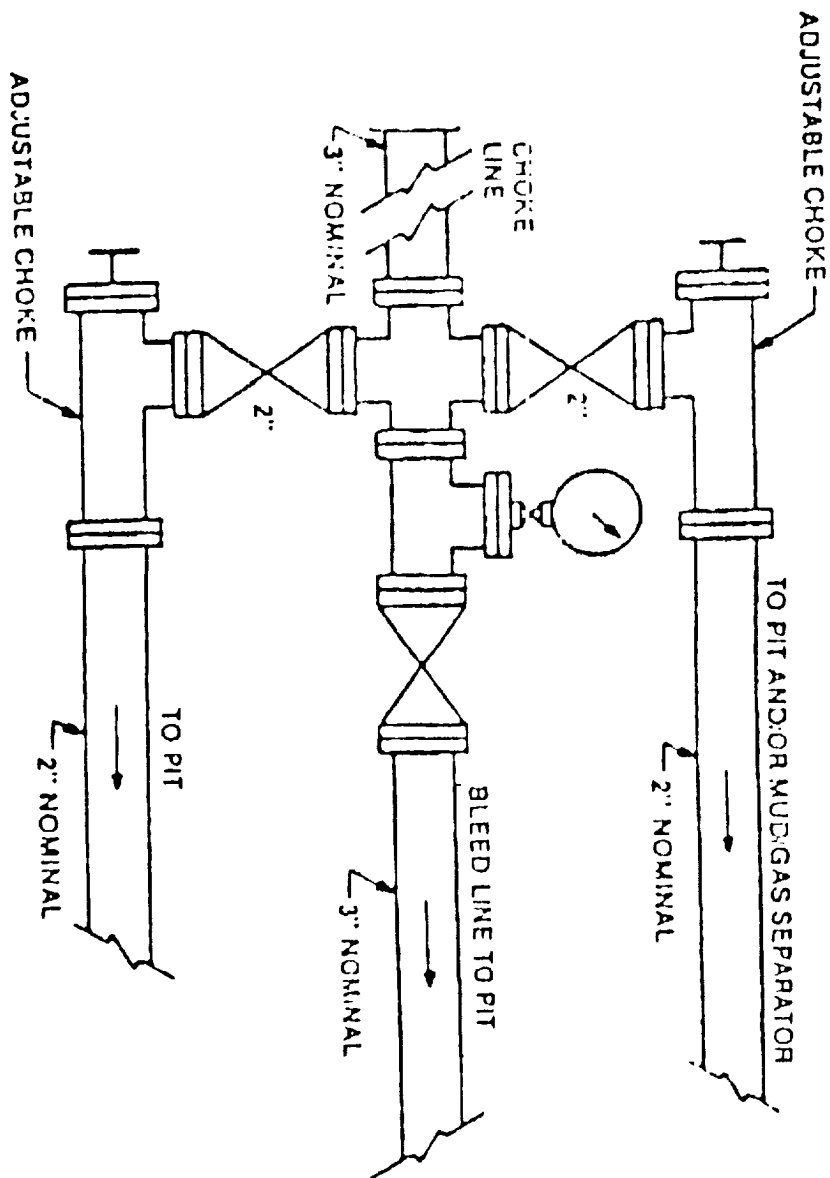 ADJUSTABLE CHOKE
TO PIT AND/OR MUD/GAS SEPARATOR
2" NOMINAL
2"
CHOKE
LINE
3" NOMINAL
BLEED LINE TO PIT
3" NOMINAL
2"
TO PIT
2" NOMINAL
ADJUSTABLE CHOKE